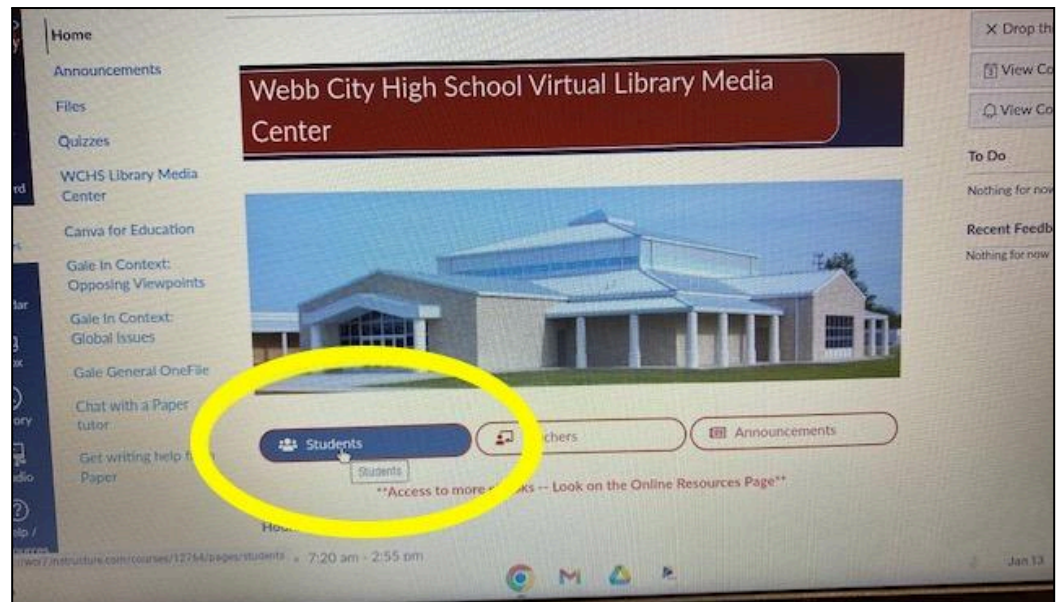 Home
Announcements
Files
Quizzes
WCHS Library Media
Center
Canva for Education
Gale In Context:
Opposing Viewpoints
Gale In Context:
Global Issues
Gale General OneFile
Chat with a Paper
tutor
Get writing help
Paper
Webb City High School Virtual Library Media
Center
Students
Students
Announcements
**Access to more -- Look on the Online Resources Page**
7:20 am - 2:55 pm
Drop
View
View
To Do
Nothing for now
Recent
Nothing for now
Jan 13